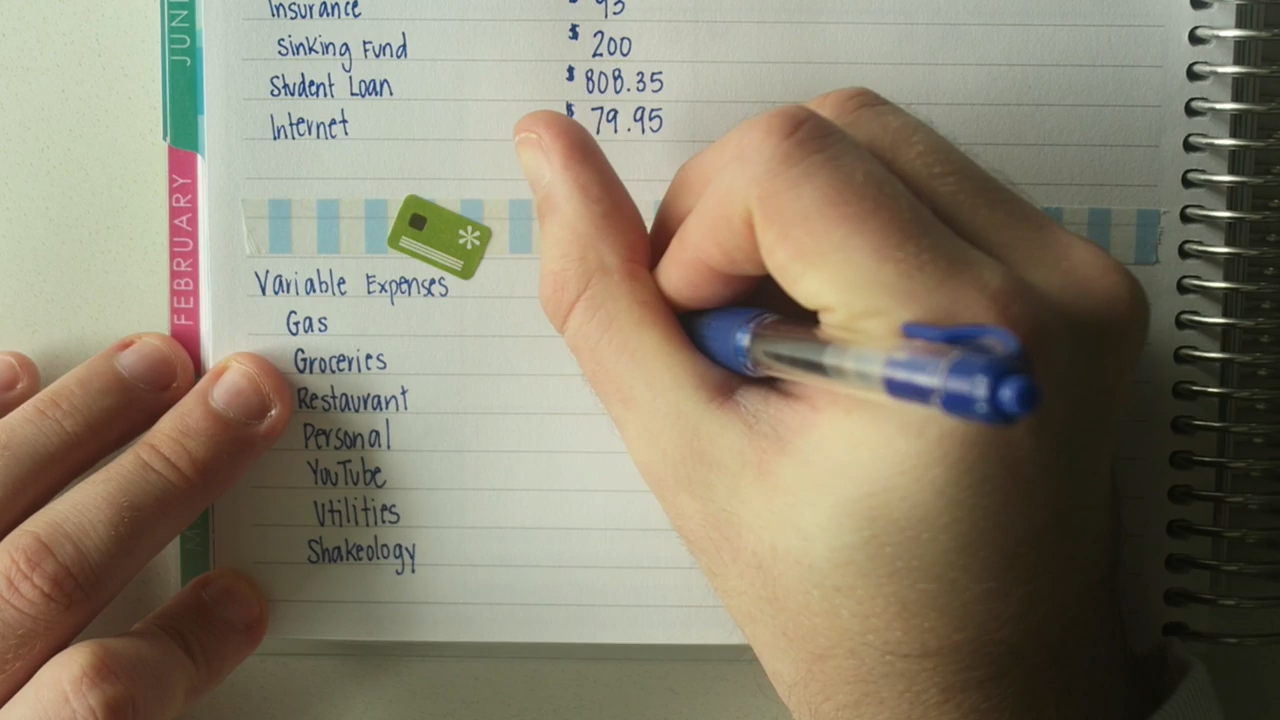 Insurance $ 93
Sinking Fund $ 200
Student Loan $ 808.35
Internet $ 79.95
Variable Expenses
Gas
Groceries
Restaurant
Personal
YouTube
Utilities
Shakeology
FEBRUARY